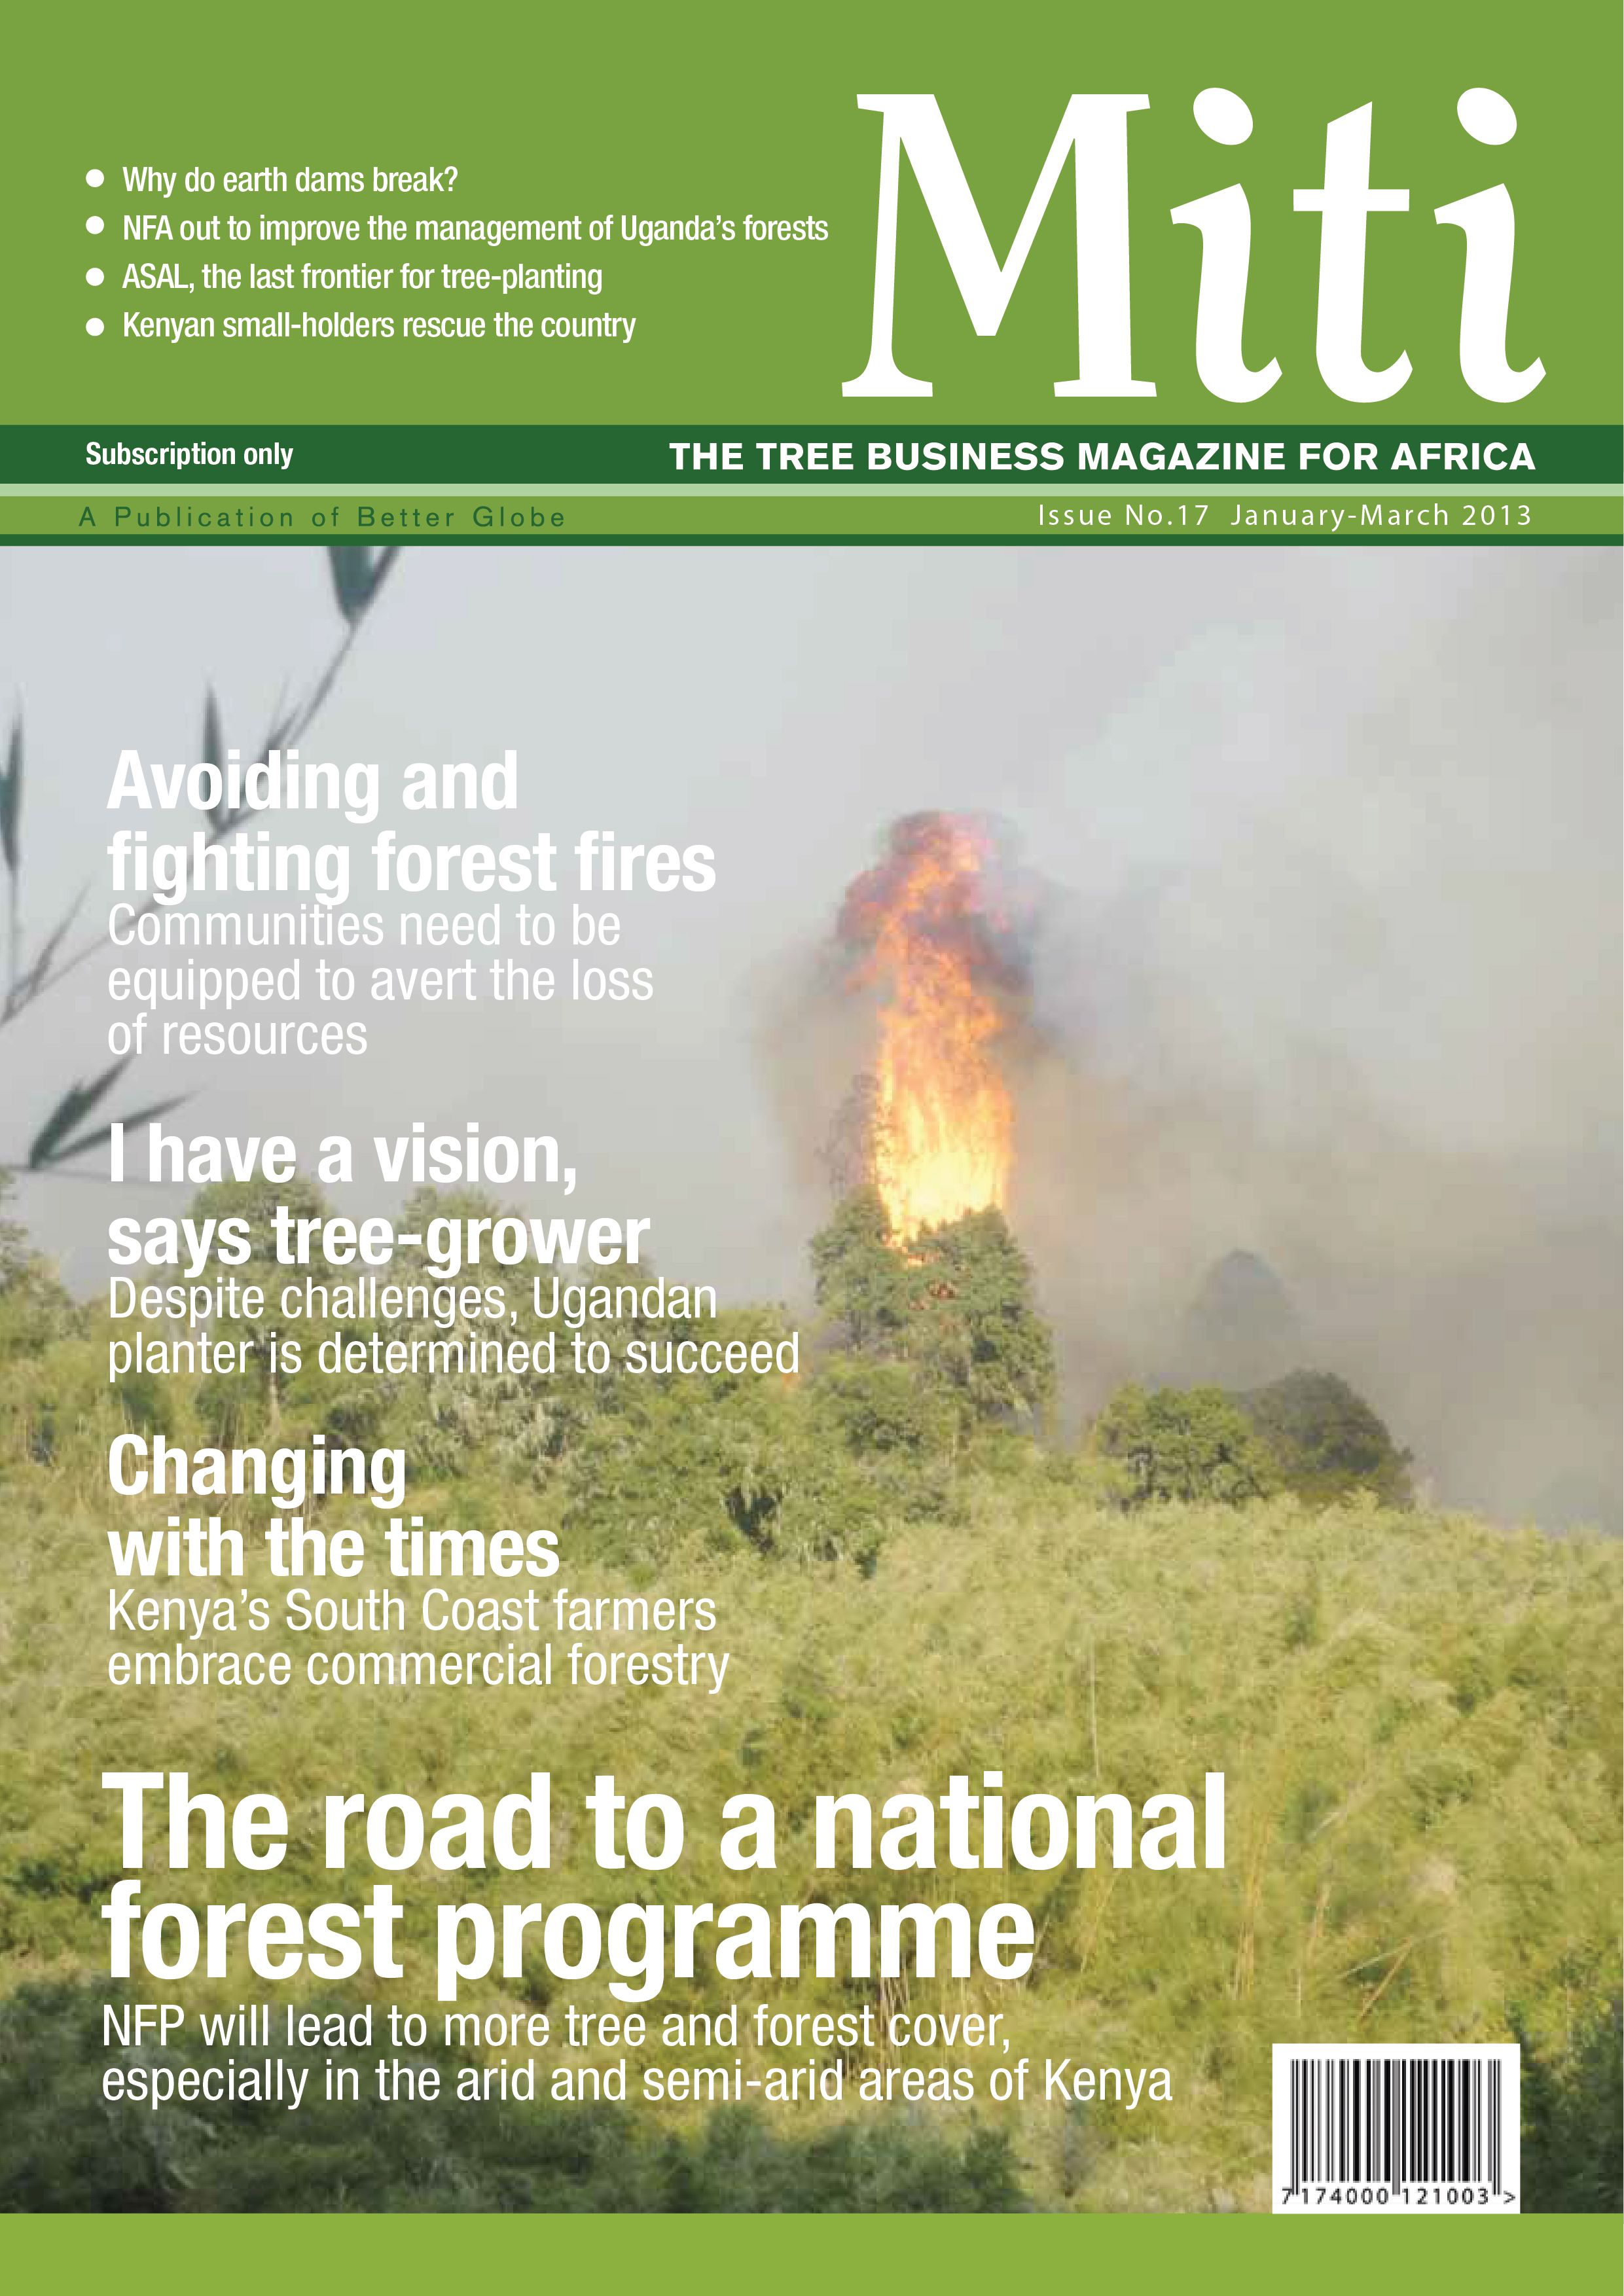 Miti
Why do earth dams break?
NFA out to improve the management of Uganda's forests
ASAL, the last frontier for tree-planting
Kenyan small-holders rescue the country
Subscription only
THE TREE BUSINESS MAGAZINE FOR AFRICA
A Publication of Better Globe
Issue No.17 January-March 2013
Avoiding and
fighting forest fires
Communities need to be
equipped to avert the loss
of resources
I have a vision,
says tree-grower
Despite challenges, Ugandan
planter is determined to succeed
Changing
with the times
Kenya's South Coast farmers
embrace commercial forestry
The road to a national
forest programme
NFP will lead to more tree and forest cover,
especially in the arid and semi-arid areas of Kenya
7 174000 121003 >